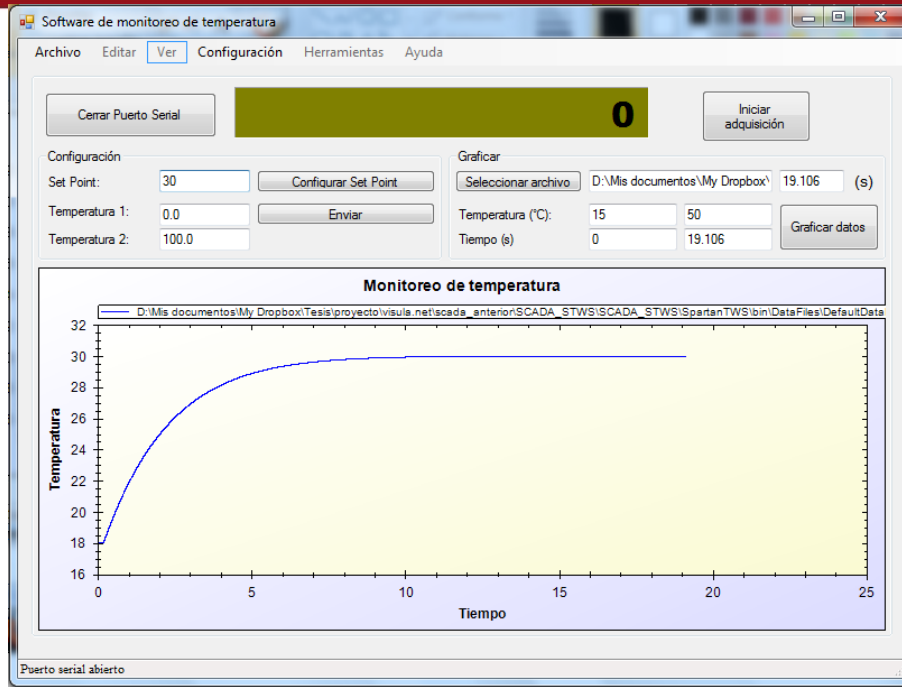 Software de monitoreo de temperatura
Archivo Editar Ver Configuración Herramientas Ayuda
Cerrar Puerto Serial
0
Iniciar
adquisición
Configuración
Set Point: 30 Configurar Set Point
Temperatura 1: 0.0 Enviar
Temperatura 2: 100.0
Graficar
Seleccionar archivo D:\Mis documentos\My Dropbox\ 19.106 (s)
Temperatura (°C): 15 50
Tiempo (s) 0 19.106
Graficar datos
Monitoreo de temperatura
D:\Mis documentos\My Dropbox\Tesis\proyecto\visula.net\scada_anterior\SCADA_STWS\SCADA_STWS\SpartanTWS\bin\DataFiles\DefaultData
Temperatura
32
30
28
26
24
22
20
18
16
0 5 10 15 20 25
Tiempo
Puerto serial abierto